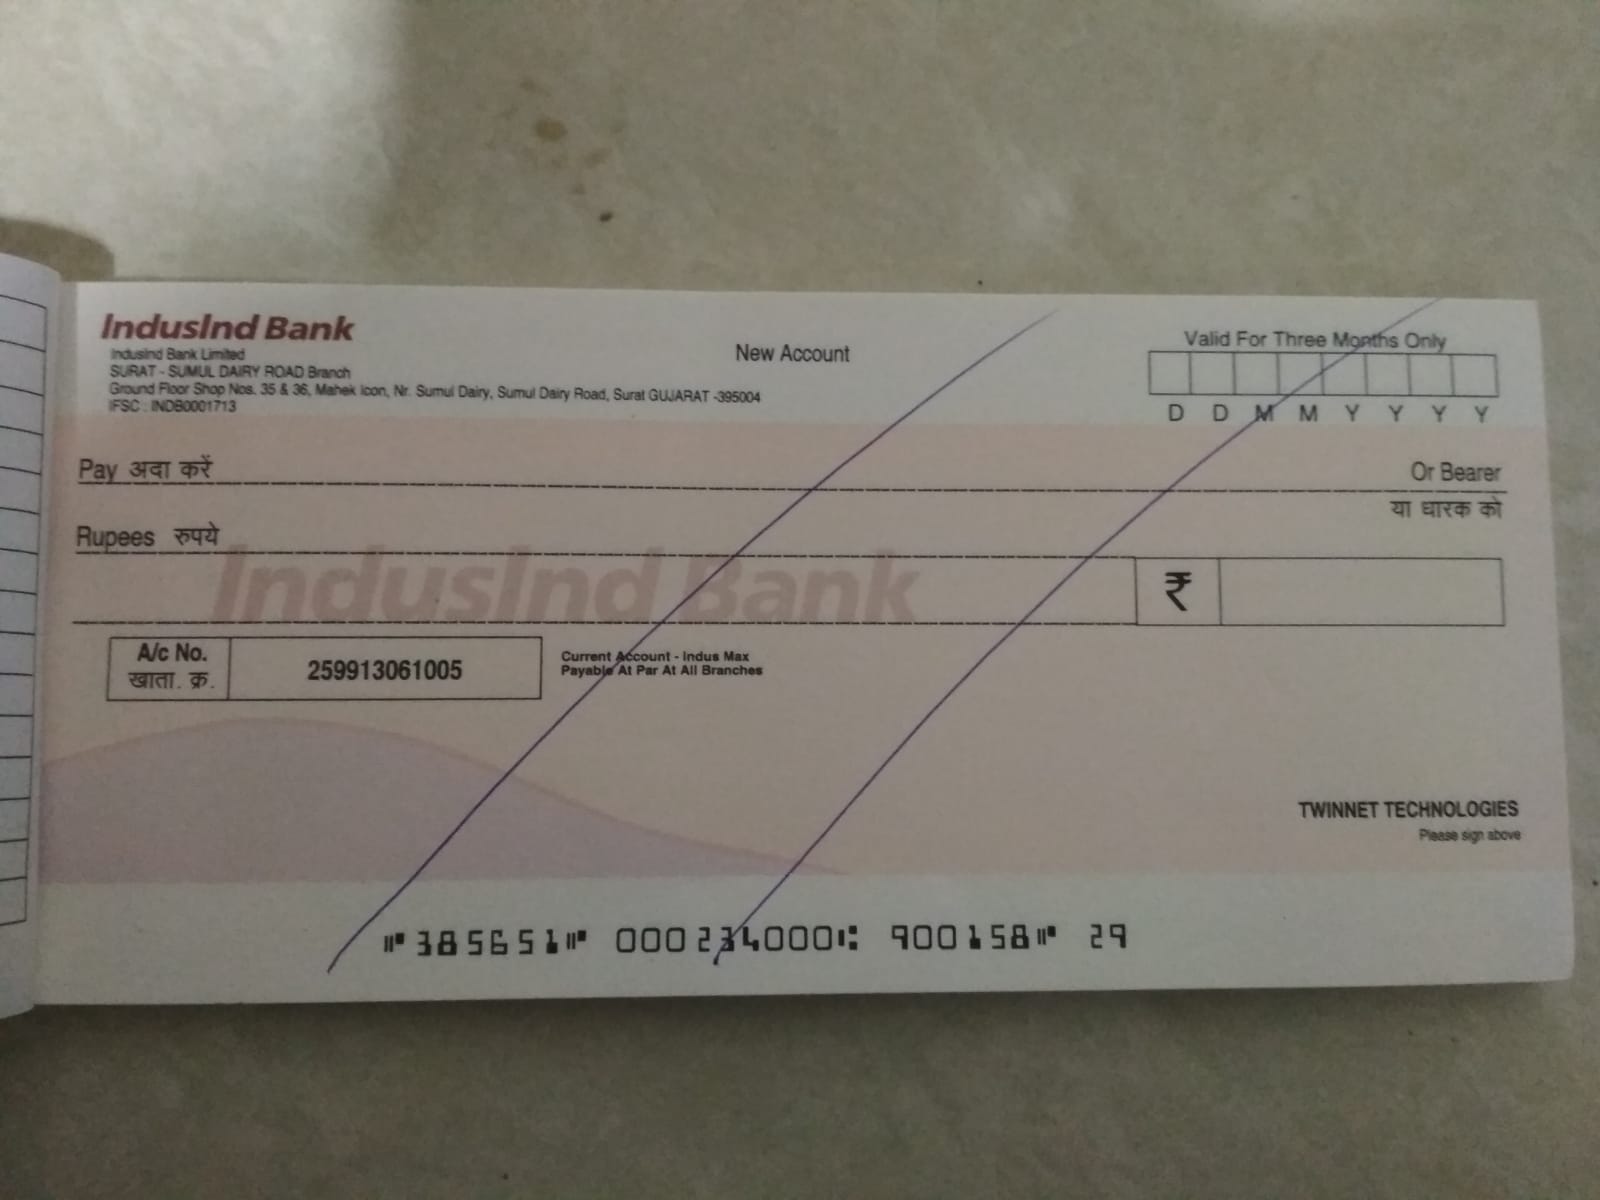 IndusInd Bank
IndusInd Bank Limited
SURAT - SUMUL DAIRY ROAD Branch
Ground Floor Shop Nos. 35 & 36, Mahek Icon, Nr. Sumul Dairy, Sumul Dairy Road, Surat GUJARAT -395004
IFSC : INDB0001713
New Account
Valid For Three Months Only
D D M M Y Y Y Y
Pay अदा करें
Or Bearer
या धारक को
Rupees रुपये
IndusInd Bank
₹
A/c No.
खाता. क्र.
259913061005
Current Account - Indus Max
Payable At Par At All Branches
TWINNET TECHNOLOGIES
Please sign above
⑈385651⑈ 000234000⑆ 900158⑈ 29